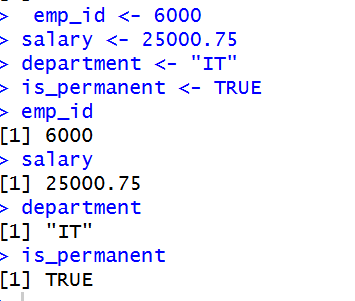 >  emp_id <- 6000
> salary <- 25000.75
> department <- "IT"
> is_permanent <- TRUE
> emp_id
[1] 6000
> salary
[1] 25000.75
> department
[1] "IT"
> is_permanent
[1] TRUE
>